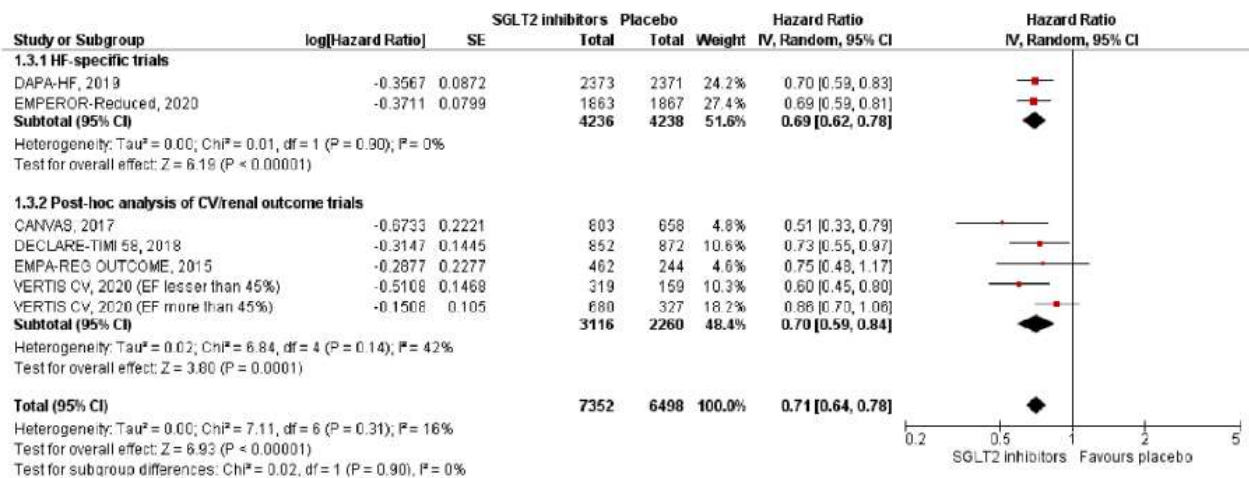 SGLT2 inhibitors Placebo Hazard Ratio Hazard Ratio
Study or Subgroup log[Hazard Ratio] SE Total Total Weight IV, Random, 95% CI IV, Random, 95% CI
1.3.1 HF-specific trials
DAPA-HF, 2019 -0.3567 0.0872 2373 2371 24.2% 0.70 [0.59, 0.83]
EMPEROR-Reduced, 2020 -0.3711 0.0799 1863 1867 27.4% 0.69 [0.59, 0.81]
Subtotal (95% CI) 4236 4238 51.6% 0.69 [0.62, 0.78]
Heterogeneity: Tau² = 0.00; Chi² = 0.01, df = 1 (P = 0.90); I² = 0%
Test for overall effect: Z = 6.19 (P < 0.00001)
1.3.2 Post-hoc analysis of CV/renal outcome trials
CANVAS, 2017 -0.6733 0.2221 803 658 4.8% 0.51 [0.33, 0.79]
DECLARE-TIMI 58, 2018 -0.3147 0.1445 852 872 10.6% 0.73 [0.55, 0.97]
EMPA-REG OUTCOME, 2015 -0.2877 0.2277 462 244 4.6% 0.75 [0.48, 1.17]
VERTIS CV, 2020 (EF lesser than 45%) -0.5108 0.1468 319 159 10.3% 0.60 [0.45, 0.80]
VERTIS CV, 2020 (EF more than 45%) -0.1508 0.105 680 327 18.2% 0.86 [0.70, 1.06]
Subtotal (95% CI) 3116 2260 48.4% 0.70 [0.59, 0.84]
Heterogeneity: Tau² = 0.02; Chi² = 6.84, df = 4 (P = 0.14); I² = 42%
Test for overall effect: Z = 3.80 (P = 0.0001)
Total (95% CI) 7352 6498 100.0% 0.71 [0.64, 0.78]
Heterogeneity: Tau² = 0.00; Chi² = 7.11, df = 6 (P = 0.31); I² = 16%
Test for overall effect: Z = 6.93 (P < 0.00001)
Test for subgroup differences: Chi² = 0.02, df = 1 (P = 0.90), I² = 0%
0.2 0.5 1 2 5
SGLT2 inhibitors Favours placebo